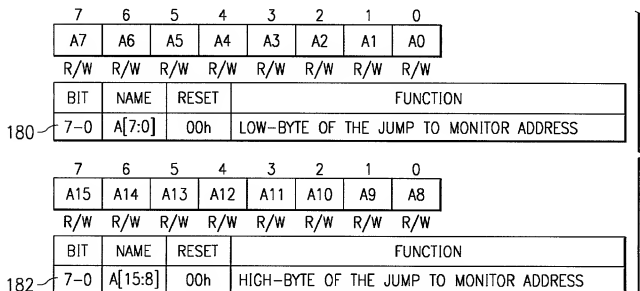 7 6 5 4 3 2 1 0
A7 A6 A5 A4 A3 A2 A1 A0
R/W R/W R/W R/W R/W R/W R/W R/W
BIT NAME RESET FUNCTION
180 7-0 A[7:0] 00h LOW-BYTE OF THE JUMP TO MONITOR ADDRESS
7 6 5 4 3 2 1 0
A15 A14 A13 A12 A11 A10 A9 A8
R/W R/W R/W R/W R/W R/W R/W R/W
BIT NAME RESET FUNCTION
182 7-0 A[15:8] 00h HIGH-BYTE OF THE JUMP TO MONITOR ADDRESS